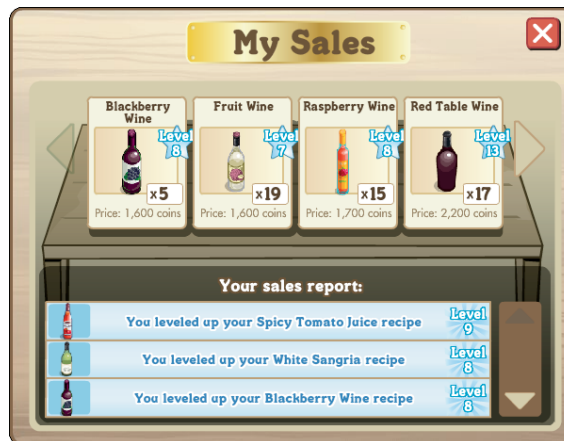 My Sales
Blackberry
Wine
Level
8
x5
Price: 1,600 coins
Fruit Wine
Level
7
x19
Price: 1,600 coins
Raspberry Wine
Level
8
x15
Price: 1,700 coins
Red Table Wine
Level
13
x17
Price: 2,200 coins
Your sales report:
You leveled up your Spicy Tomato Juice recipe
Level
9
You leveled up your White Sangria recipe
Level
8
You leveled up your Blackberry Wine recipe
Level
8